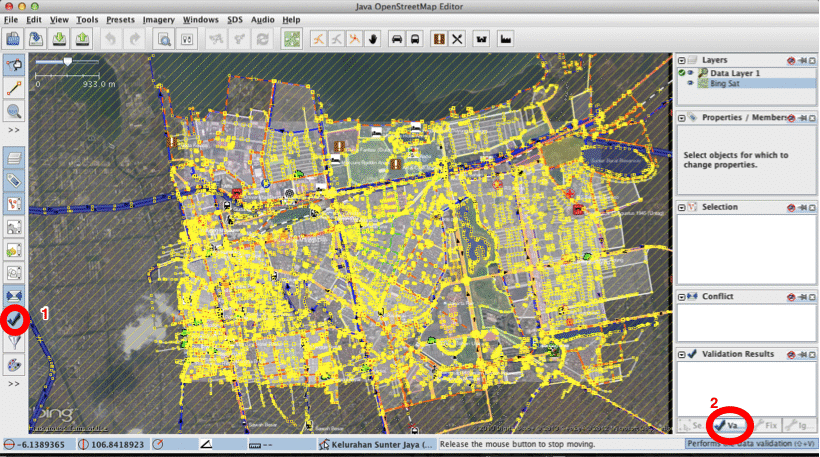 Java OpenStreetMap Editor
File Edit View Tools Presets Imagery Windows SDS Audio Help
0 933.0 m
>>
1
>>
bing
Layers
Data Layer 1
Bing Sat
Properties / Members
Select objects for which to
change properties.
Selection
Conflict
Validation Results
2
Se... Va... Fix Ig...
-6.1389365 106.8418923 -- Kelurahan Sunter Jaya (... Release the mouse button to stop moving. Performs the data validation (⇧+V)